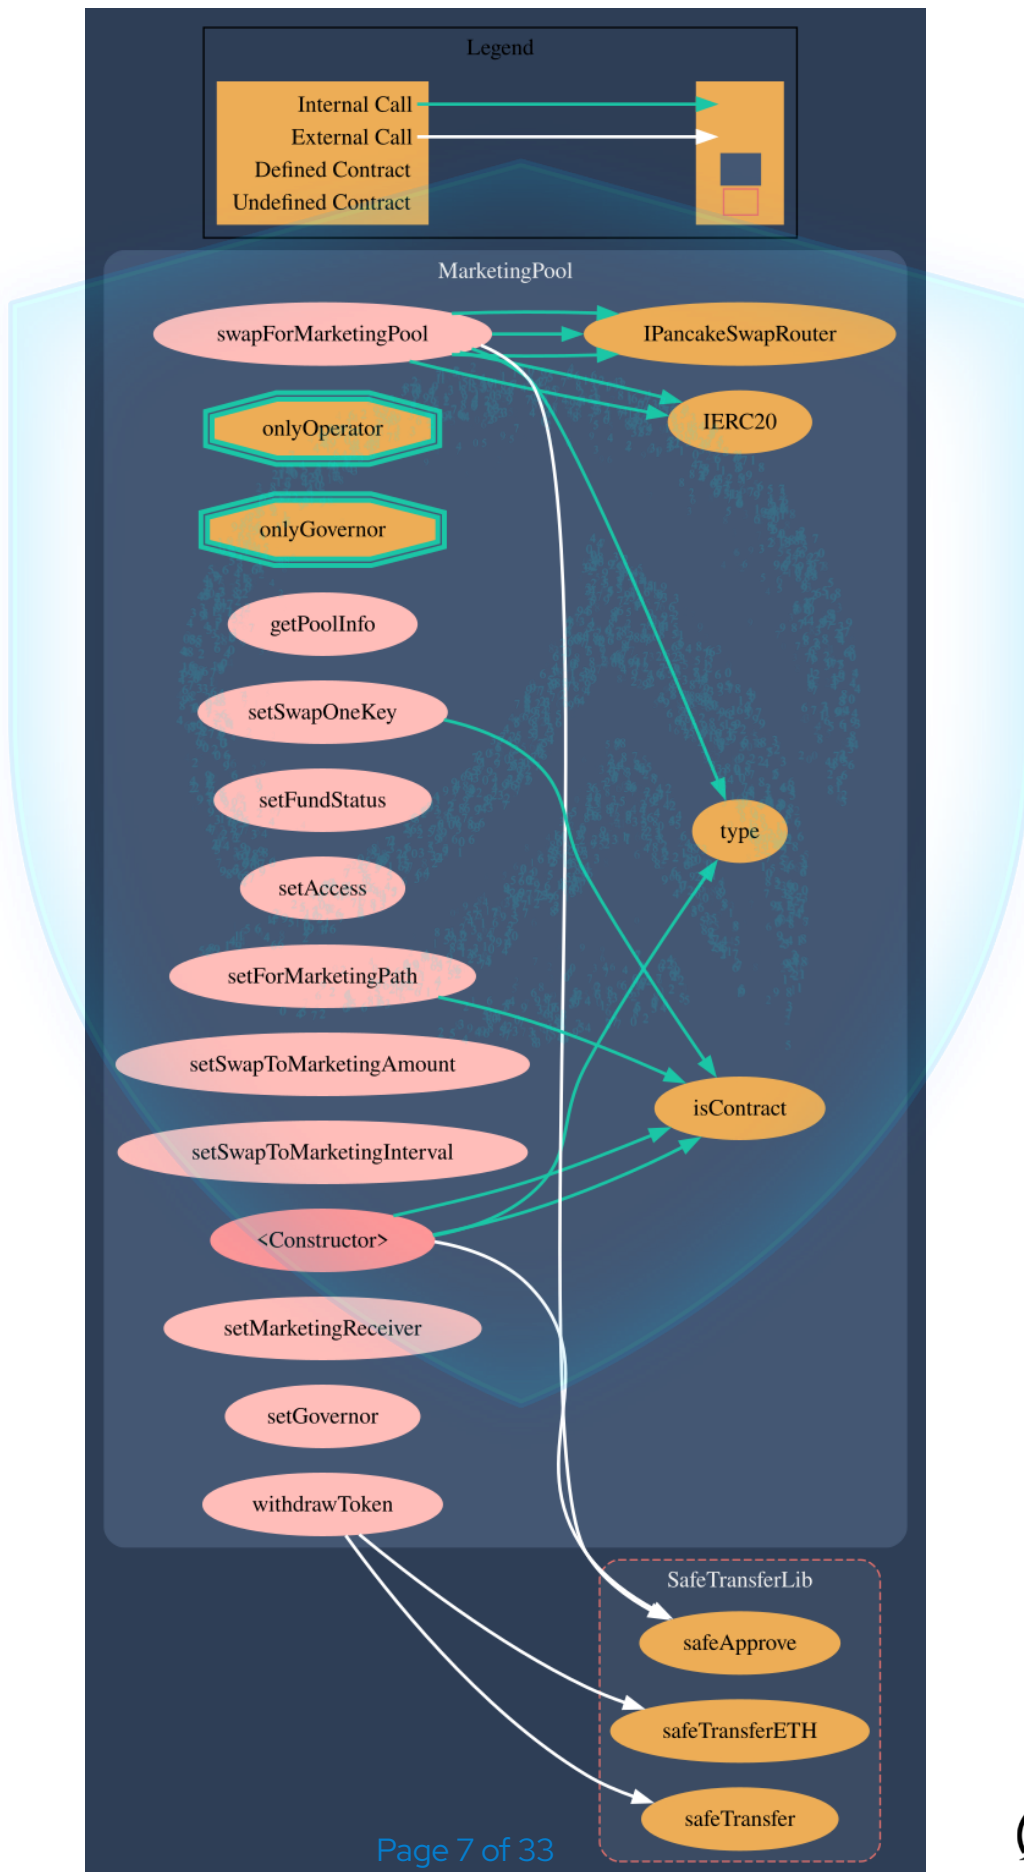 Legend
Internal Call
External Call
Defined Contract
Undefined Contract
MarketingPool
swapForMarketingPool
IPancakeSwapRouter
onlyOperator
IERC20
onlyGovernor
getPoolInfo
setSwapOneKey
setFundStatus
type
setAccess
setForMarketingPath
setSwapToMarketingAmount
isContract
setSwapToMarketingInterval
<Constructor>
setMarketingReceiver
setGovernor
withdrawToken
SafeTransferLib
safeApprove
safeTransferETH
safeTransfer
Page 7 of 33